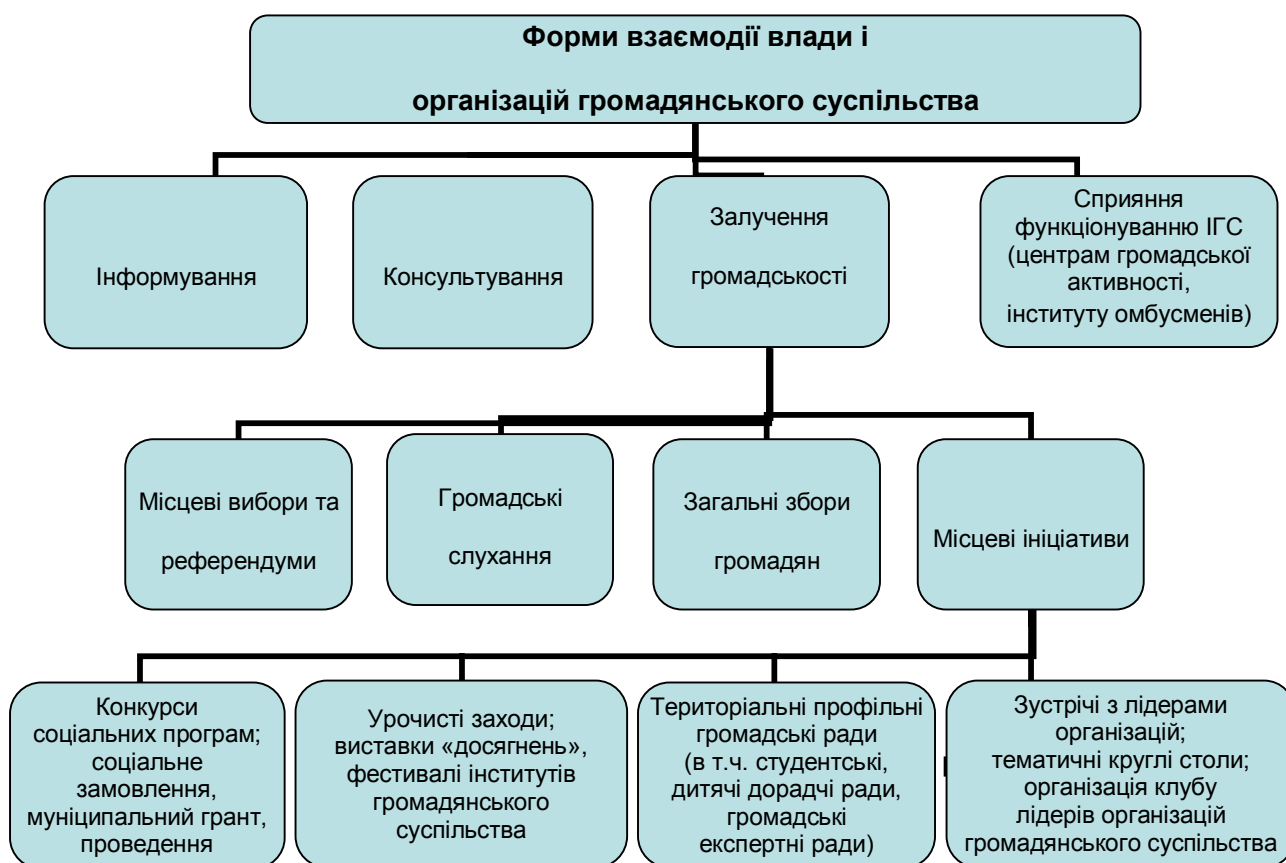 Форми взаємодії влади і
організацій громадянського суспільства
Інформування
Консультування
Залучення
громадськості
Сприяння
функціонуванню ІГС
(центрам громадської
активності,
інституту омбусменів)
Місцеві вибори та
референдуми
Громадські
слухання
Загальні збори
громадян
Місцеві ініціативи
Конкурси
соціальних програм;
соціальне
замовлення,
муніципальний грант,
проведення
Урочисті заходи;
виставки «досягнень»,
фестивалі інститутів
громадянського
суспільства
Територіальні профільні
громадські ради
(в т.ч. студентські,
дитячі дорадчі ради,
громадські
експертні ради)
Зустрічі з лідерами
організацій;
тематичні круглі столи;
організація клубу
лідерів організацій
громадянського суспільства